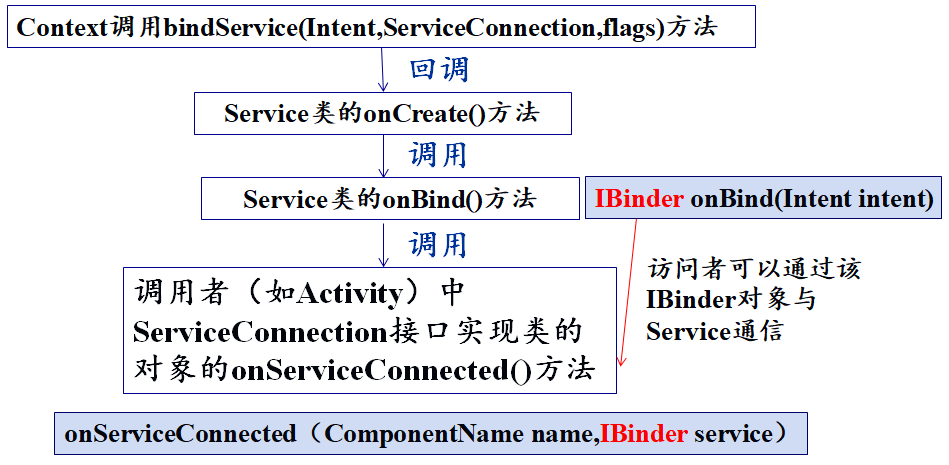 Context调用bindService(Intent,ServiceConnection,flags)方法
回调
Service类的onCreate()方法
调用
Service类的onBind()方法
IBinder onBind(Intent intent)
调用
访问者可以通过该
IBinder对象与
Service通信
调用者（如Activity）中
ServiceConnection接口实现类的
对象的onServiceConnected()方法
onServiceConnected（ComponentName name,IBinder service）